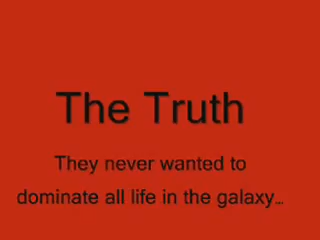 The Truth
They never wanted to
dominate all life in the galaxy...